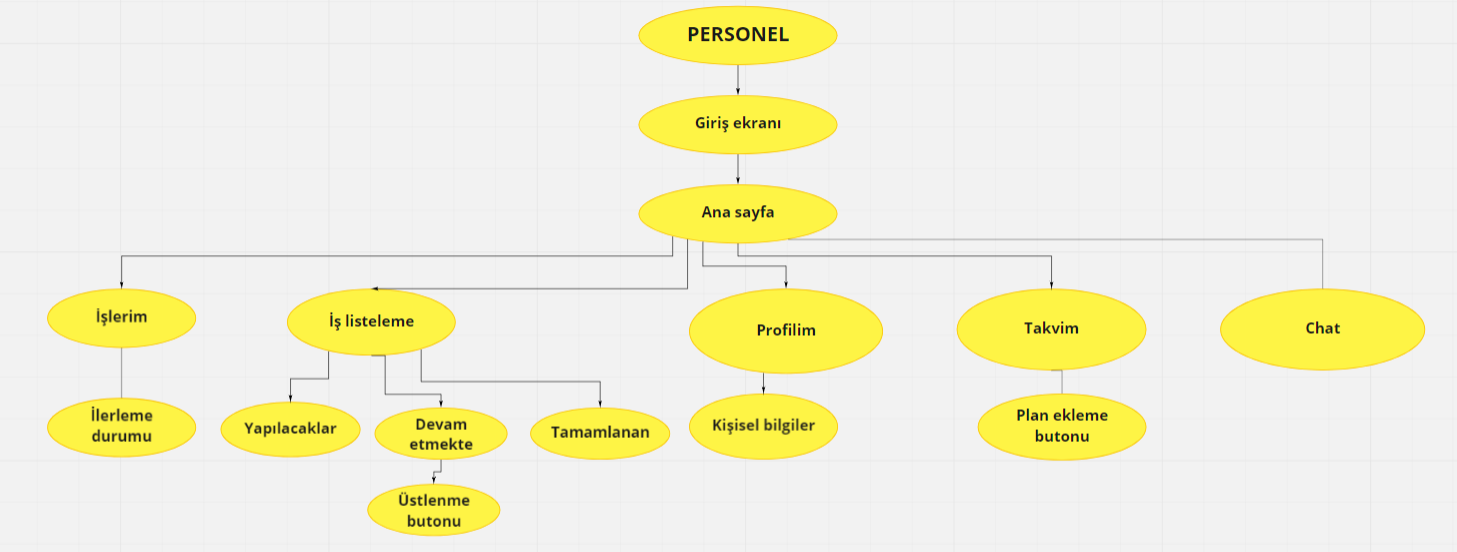 PERSONEL
Giriş ekranı
Ana sayfa
İşlerim
İş listeleme
Profilim
Takvim
Chat
İlerleme
durumu
Yapılacaklar
Devam
etmekte
Tamamlanan
Kişisel bilgiler
Plan ekleme
butonu
Üstlenme
butonu